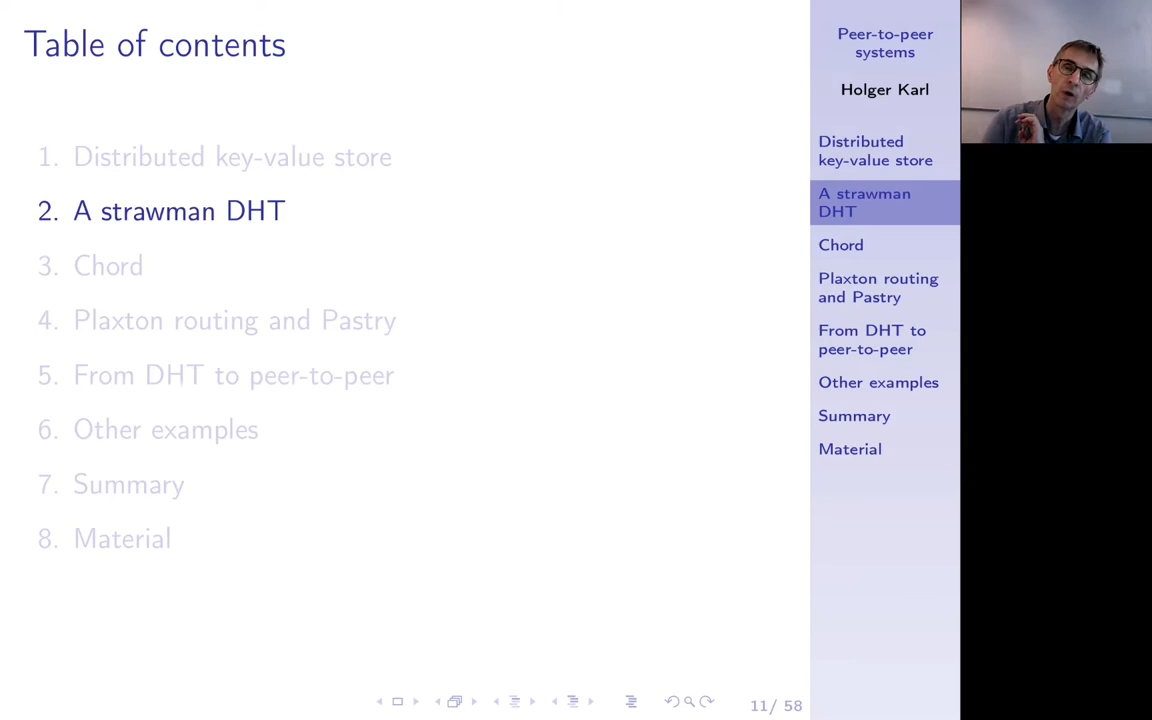 Table of contents
1. Distributed key-value store
2. A strawman DHT
3. Chord
4. Plaxton routing and Pastry
5. From DHT to peer-to-peer
6. Other examples
7. Summary
8. Material
11/ 58
Peer-to-peer
systems
Holger Karl
Distributed
key-value store
A strawman
DHT
Chord
Plaxton routing
and Pastry
From DHT to
peer-to-peer
Other examples
Summary
Material